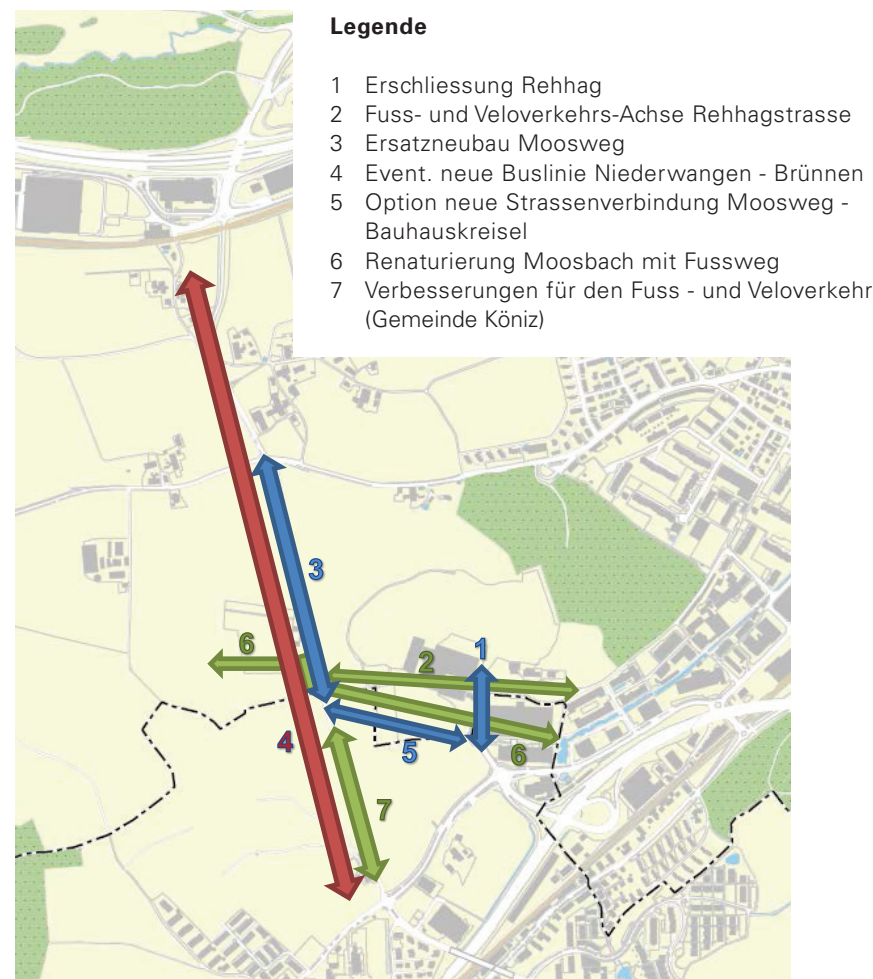 Legende
1 Erschliessung Rehhag
2 Fuss- und Veloverkehrs-Achse Rehhagstrasse
3 Ersatzneubau Moosweg
4 Event. neue Buslinie Niederwangen - Brünnen
5 Option neue Strassenverbindung Moosweg -
Bauhauskreisel
6 Renaturierung Moosbach mit Fussweg
7 Verbesserungen für den Fuss - und Veloverkehr
(Gemeinde Köniz)
3
6
2
1
4
5
6
7